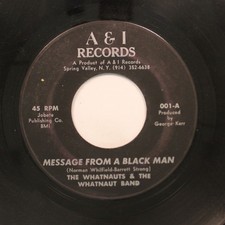 A & I
RECORDS
A Product of A & I Records
Spring Valley, N.Y. (914) 352-6638
45 RPM
001-A
Jobete
Publishing Co.
BMI
Produced
by
George Kerr
MESSAGE FROM A BLACK MAN
(Norman Whitfield-Barrett Strong)
THE WHATNAUTS & THE
WHATNAUT BAND